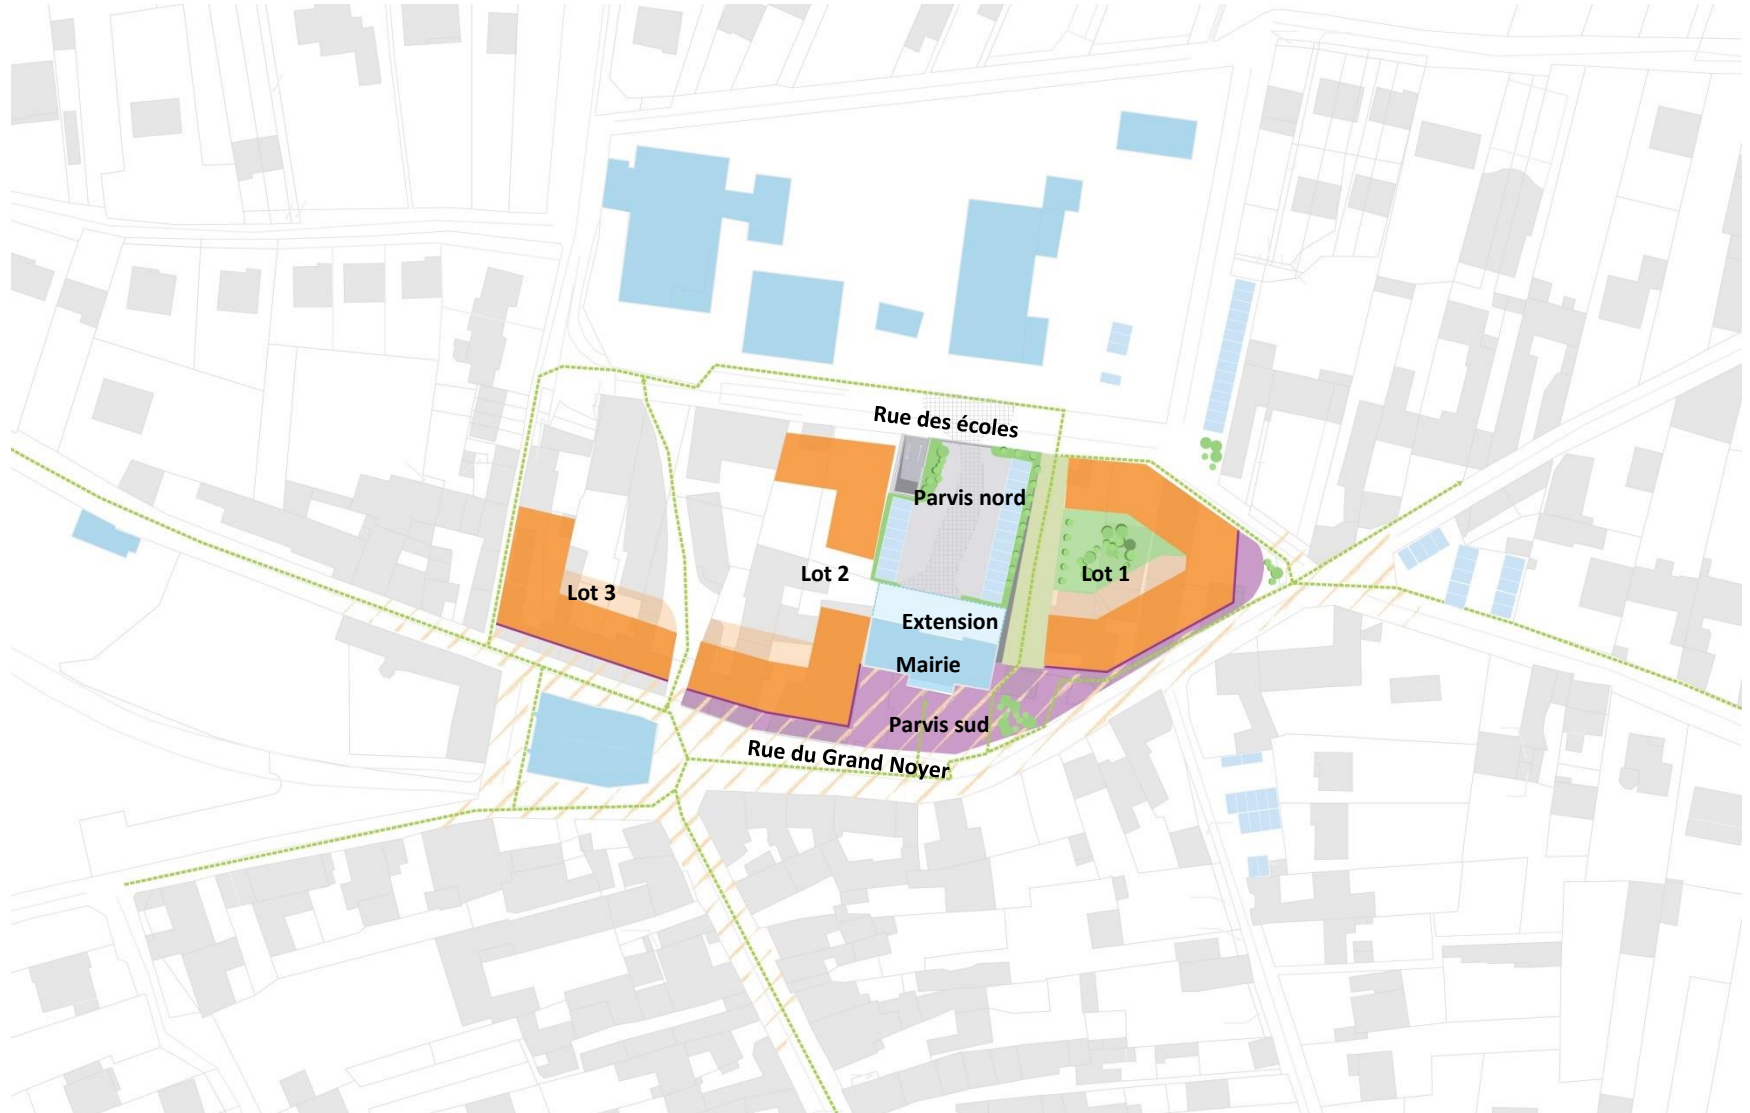 Rue des écoles
Parvis nord
Lot 2
Lot 1
Lot 3
Extension
Mairie
Parvis sud
Rue du Grand Noyer